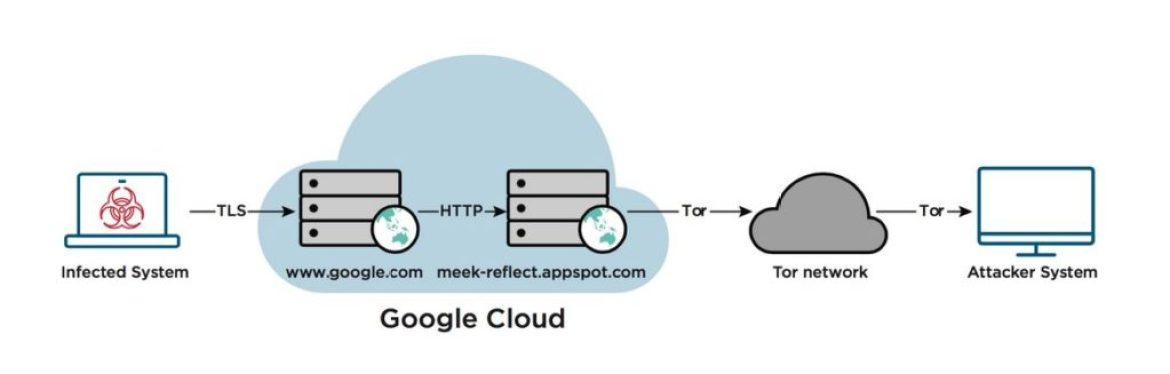 TLS
HTTP
Tor
Tor
Infected System
www.google.com
meek-reflect.appspot.com
Tor network
Attacker System
Google Cloud